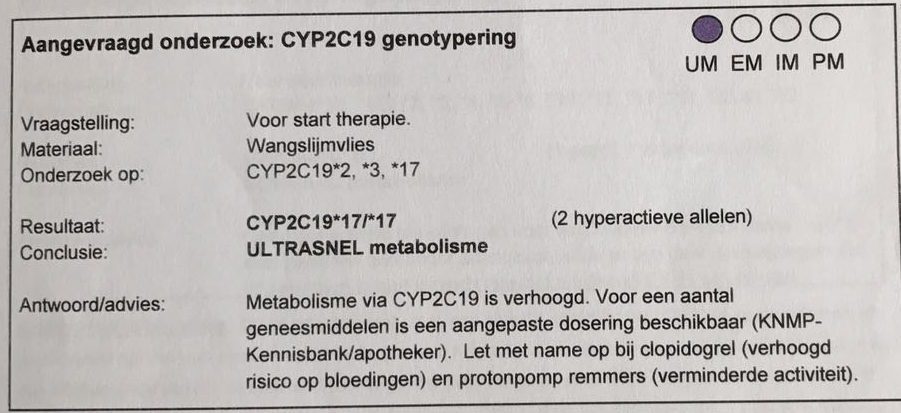 Aangevraagd onderzoek: CYP2C19 genotypering
UM EM IM PM
Vraagstelling: Voor start therapie.
Materiaal: Wangslijmvlies
Onderzoek op: CYP2C19*2, *3, *17
Resultaat: CYP2C19*17/*17 (2 hyperactieve allelen)
Conclusie: ULTRASNEL metabolisme
Antwoord/advies: Metabolisme via CYP2C19 is verhoogd. Voor een aantal
geneesmiddelen is een aangepaste dosering beschikbaar (KNMP-
Kennisbank/apotheker). Let met name op bij clopidogrel (verhoogd
risico op bloedingen) en protonpomp remmers (verminderde activiteit).